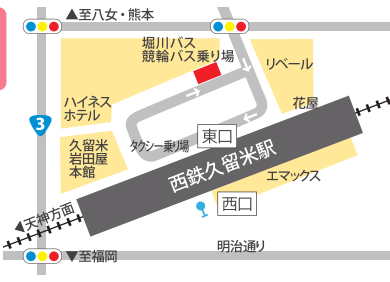 ▲至八女・熊本
堀川バス
競輪バス乗り場
リベール
ハイネス
ホテル
花屋
3
久留米
岩田屋
本館
タクシー乗り場
東口
西鉄久留米駅
エマックス
西口
◀天神方面
明治通り
▼至福岡